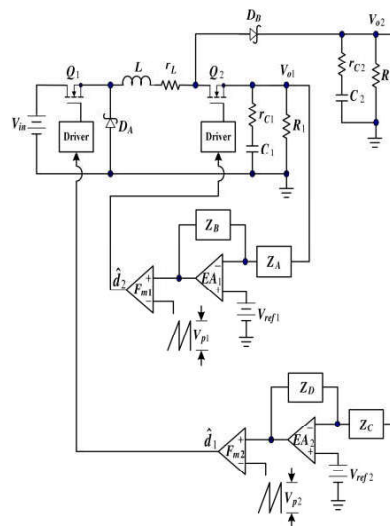 D_B V_o2
Q_1 L r_L Q_2 V_o1
r_C2 R
C_2
V_in Driver D_A Driver r_C1 R_1
C_1
Z_B
Z_A
d̂_2 F_m1 + − EA_1 − +
V_p1 V_ref1
Z_D
Z_C
d̂_1 F_m2 + − EA_2 − +
V_p2 V_ref2